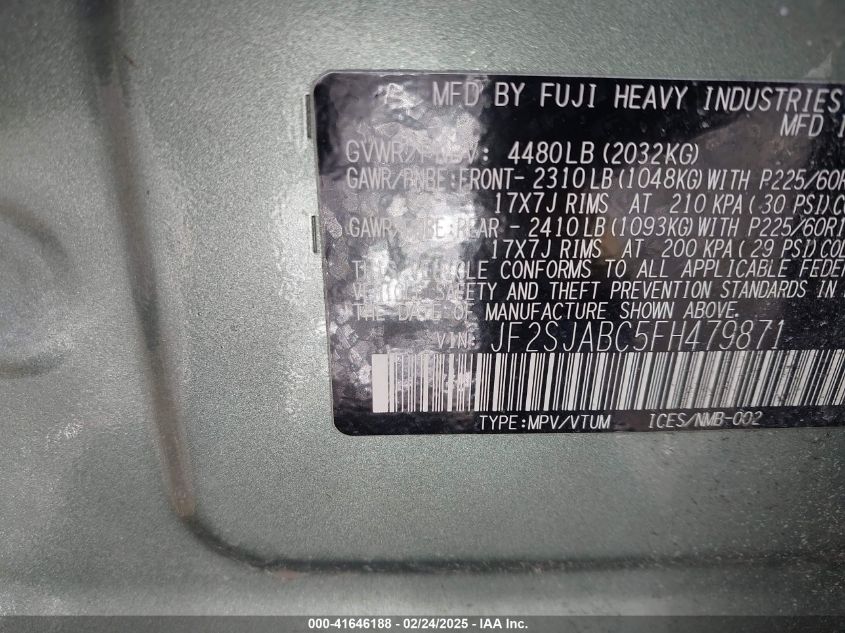 MFD BY FUJI HEAVY INDUSTRIES
MFD I
GVWR/PNBV: 4480LB (2032KG)
GAWR/PNBE:FRONT- 2310LB (1048KG) WITH P225/60R
17X7J RIMS AT 210 KPA (30 PSI) CO
GAWR/PNBE:REAR - 2410LB (1093KG) WITH P225/60R1
17X7J RIMS AT 200 KPA (29 PSI) COL
THIS VEHICLE CONFORMS TO ALL APPLICABLE FEDER
VEHICLE SAFETY AND THEFT PREVENTION STANDARDS IN
THE DATE OF MANUFACTURE SHOWN ABOVE.
VIN: JF2SJABC5FH479871
TYPE:MPV/VTUM ICES/NMB-002
000-41646188 - 02/24/2025 - IAA Inc.